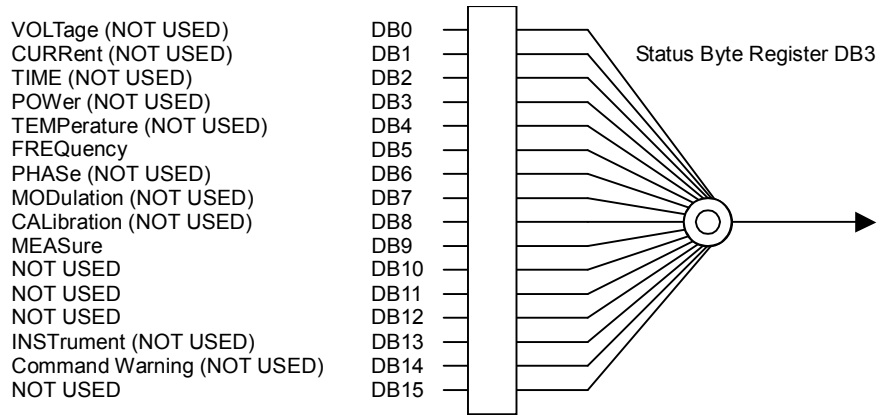 VOLTage (NOT USED) DB0
CURRent (NOT USED) DB1 Status Byte Register DB3
TIME (NOT USED) DB2
POWer (NOT USED) DB3
TEMPerature (NOT USED) DB4
FREQuency DB5
PHASe (NOT USED) DB6
MODulation (NOT USED) DB7
CALibration (NOT USED) DB8
MEASure DB9
NOT USED DB10
NOT USED DB11
NOT USED DB12
INSTrument (NOT USED) DB13
Command Warning (NOT USED) DB14
NOT USED DB15